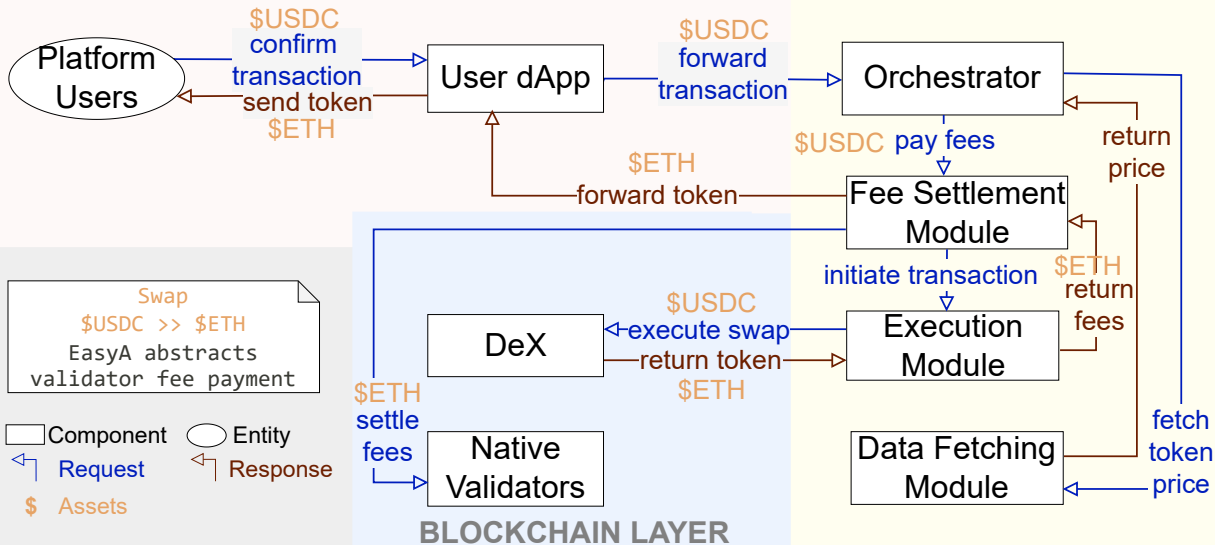 $USDC
confirm
transaction
send token
$ETH
Platform
Users
User dApp
$USDC
forward
transaction
Orchestrator
$USDC pay fees
return
price
$ETH
forward token
Fee Settlement
Module
initiate transaction
$ETH
return
fees
$USDC
execute swap
return token
$ETH
DeX
Execution
Module
Swap
$USDC >> $ETH
EasyA abstracts
validator fee payment
$ETH
settle
fees
Native
Validators
Data Fetching
Module
fetch
token
price
Component
Entity
Request
Response
$ Assets
BLOCKCHAIN LAYER